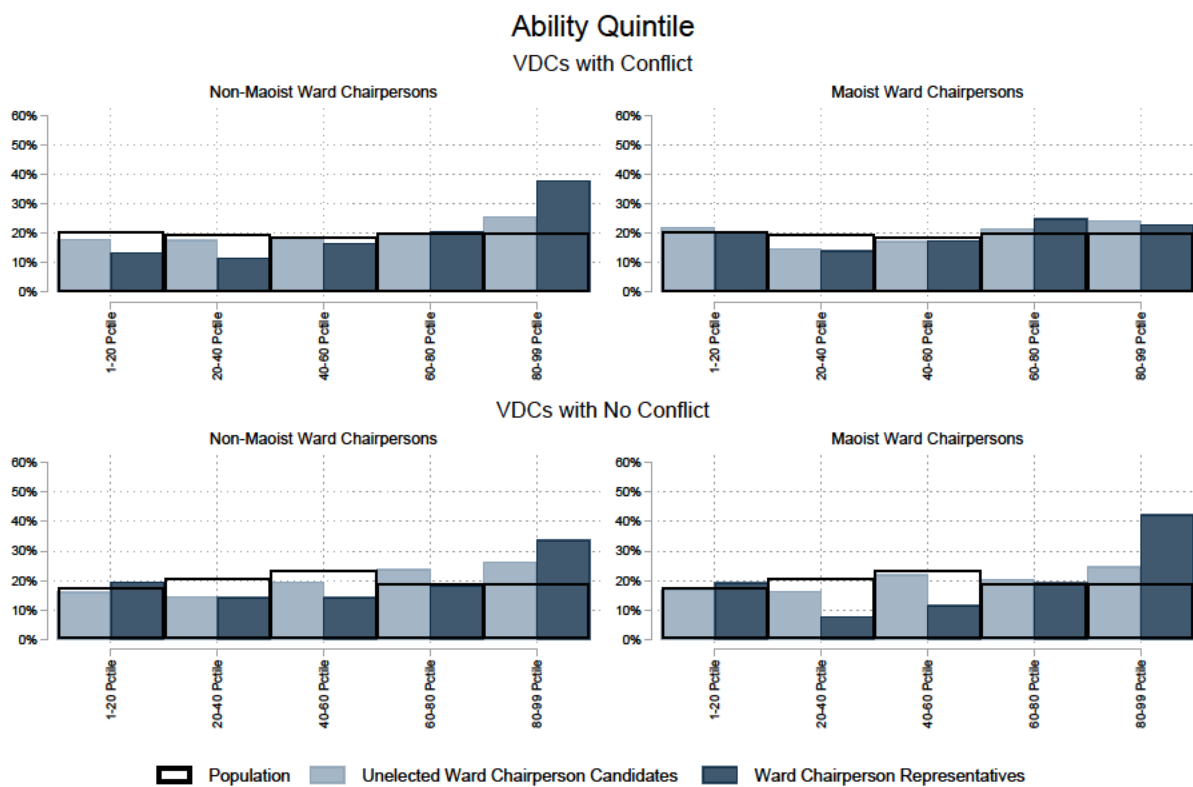 Ability Quintile
VDCs with Conflict
Non-Maoist Ward Chairpersons
60%
50%
40%
30%
20%
10%
0%
1-20 Pctile
20-40 Pctile
40-60 Pctile
60-80 Pctile
80-99 Pctile
Maoist Ward Chairpersons
60%
50%
40%
30%
20%
10%
0%
1-20 Pctile
20-40 Pctile
40-60 Pctile
60-80 Pctile
80-99 Pctile
VDCs with No Conflict
Non-Maoist Ward Chairpersons
60%
50%
40%
30%
20%
10%
0%
1-20 Pctile
20-40 Pctile
40-60 Pctile
60-80 Pctile
80-99 Pctile
Maoist Ward Chairpersons
60%
50%
40%
30%
20%
10%
0%
1-20 Pctile
20-40 Pctile
40-60 Pctile
60-80 Pctile
80-99 Pctile
Population
Unelected Ward Chairperson Candidates
Ward Chairperson Representatives